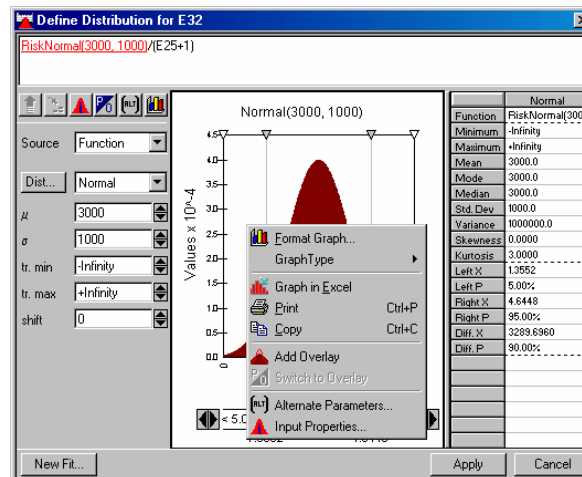 Define Distribution for E32
RiskNormal(3000, 1000)/(E25+1)
Source Function
Dist... Normal
μ 3000
σ 1000
tr. min -Infinity
tr. max +Infinity
shift 0
Normal(3000, 1000)
Values x 10^-4
4.5
4.0
3.5
3.0
2.5
2.0
1.5
1.0
0.5
0.0
0
Format Graph...
GraphType
Graph in Excel
Print Ctrl+P
Copy Ctrl+C
Add Overlay
Switch to Overlay
Alternate Parameters...
Input Properties...
Normal
Function RiskNormal(300
Minimum -Infinity
Maximum +Infinity
Mean 3000.0
Mode 3000.0
Median 3000.0
Std. Dev 1000.0
Variance 1000000.0
Skewness 0.0000
Kurtosis 3.0000
Left X 1.3552
Left P 5.00%
Right X 4.6448
Right P 95.00%
Diff. X 3289.6960
Diff. P 90.00%
New Fit...
Apply
Cancel